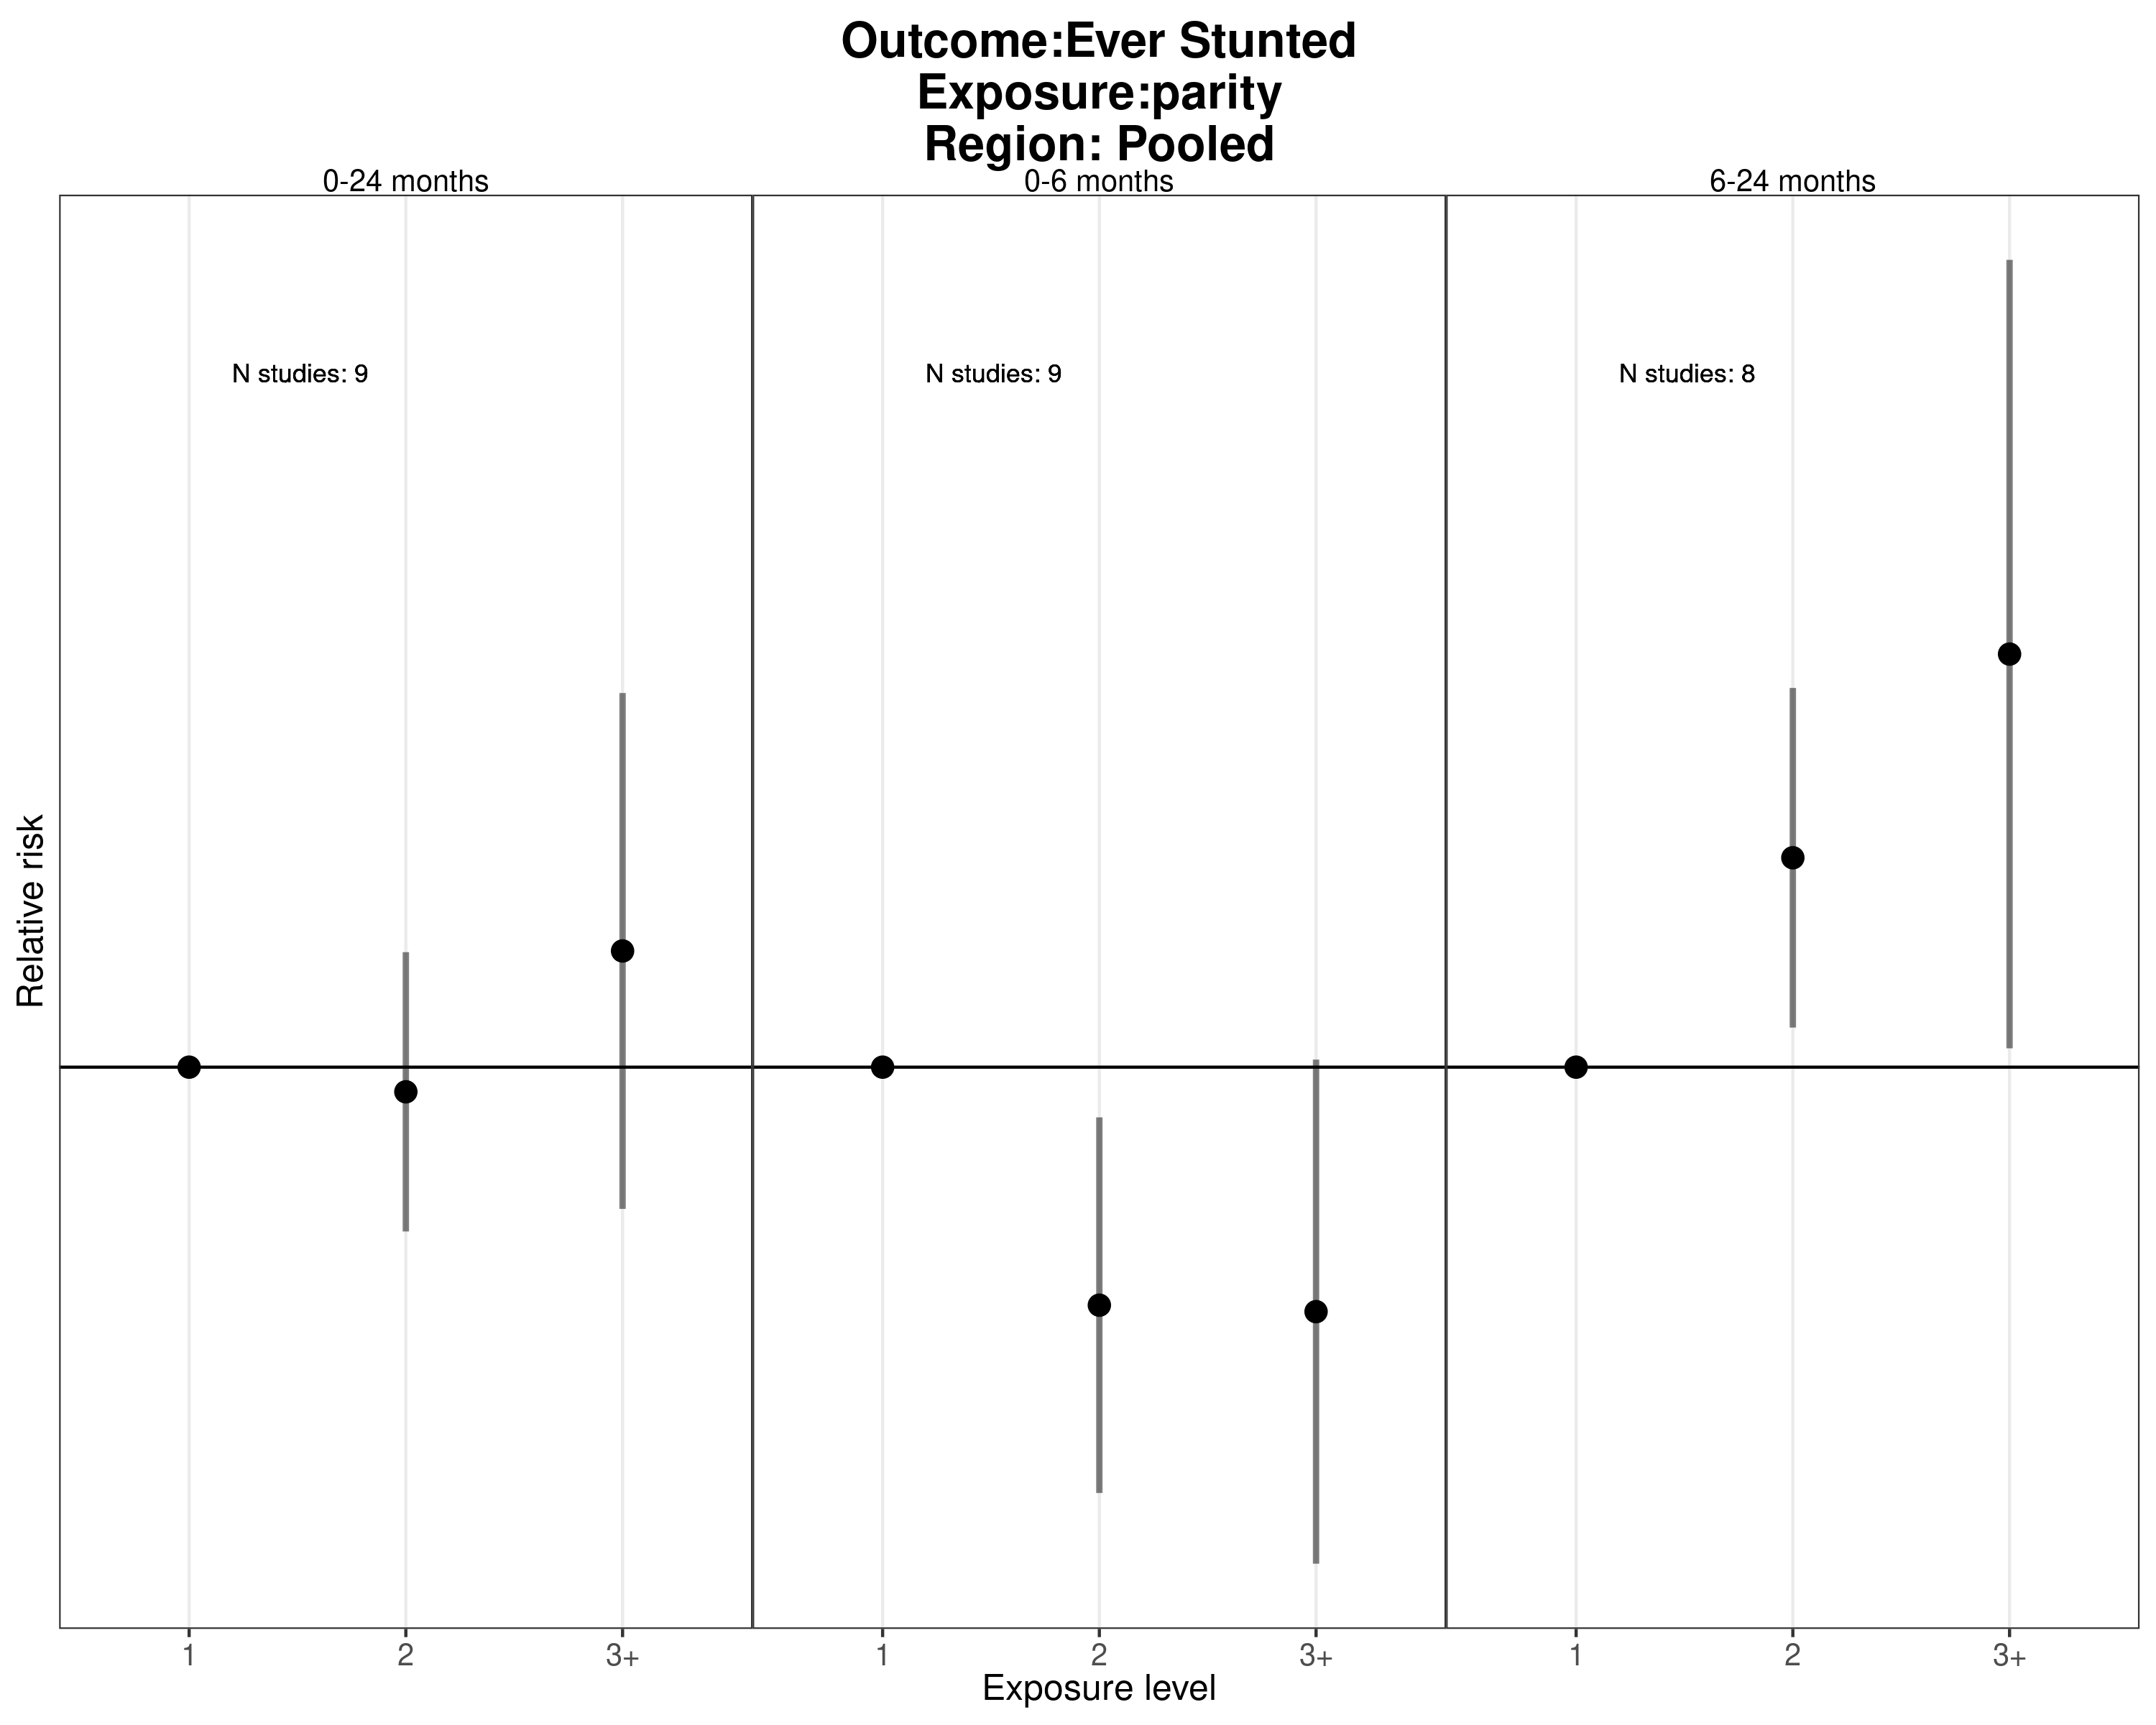 Outcome:Ever Stunted
Exposure:parity
Region: Pooled
0-24 months
0-6 months
6-24 months
N studies: 9
N studies: 9
N studies: 8
Relative risk
1
2
3+
1
2
3+
1
2
3+
Exposure level